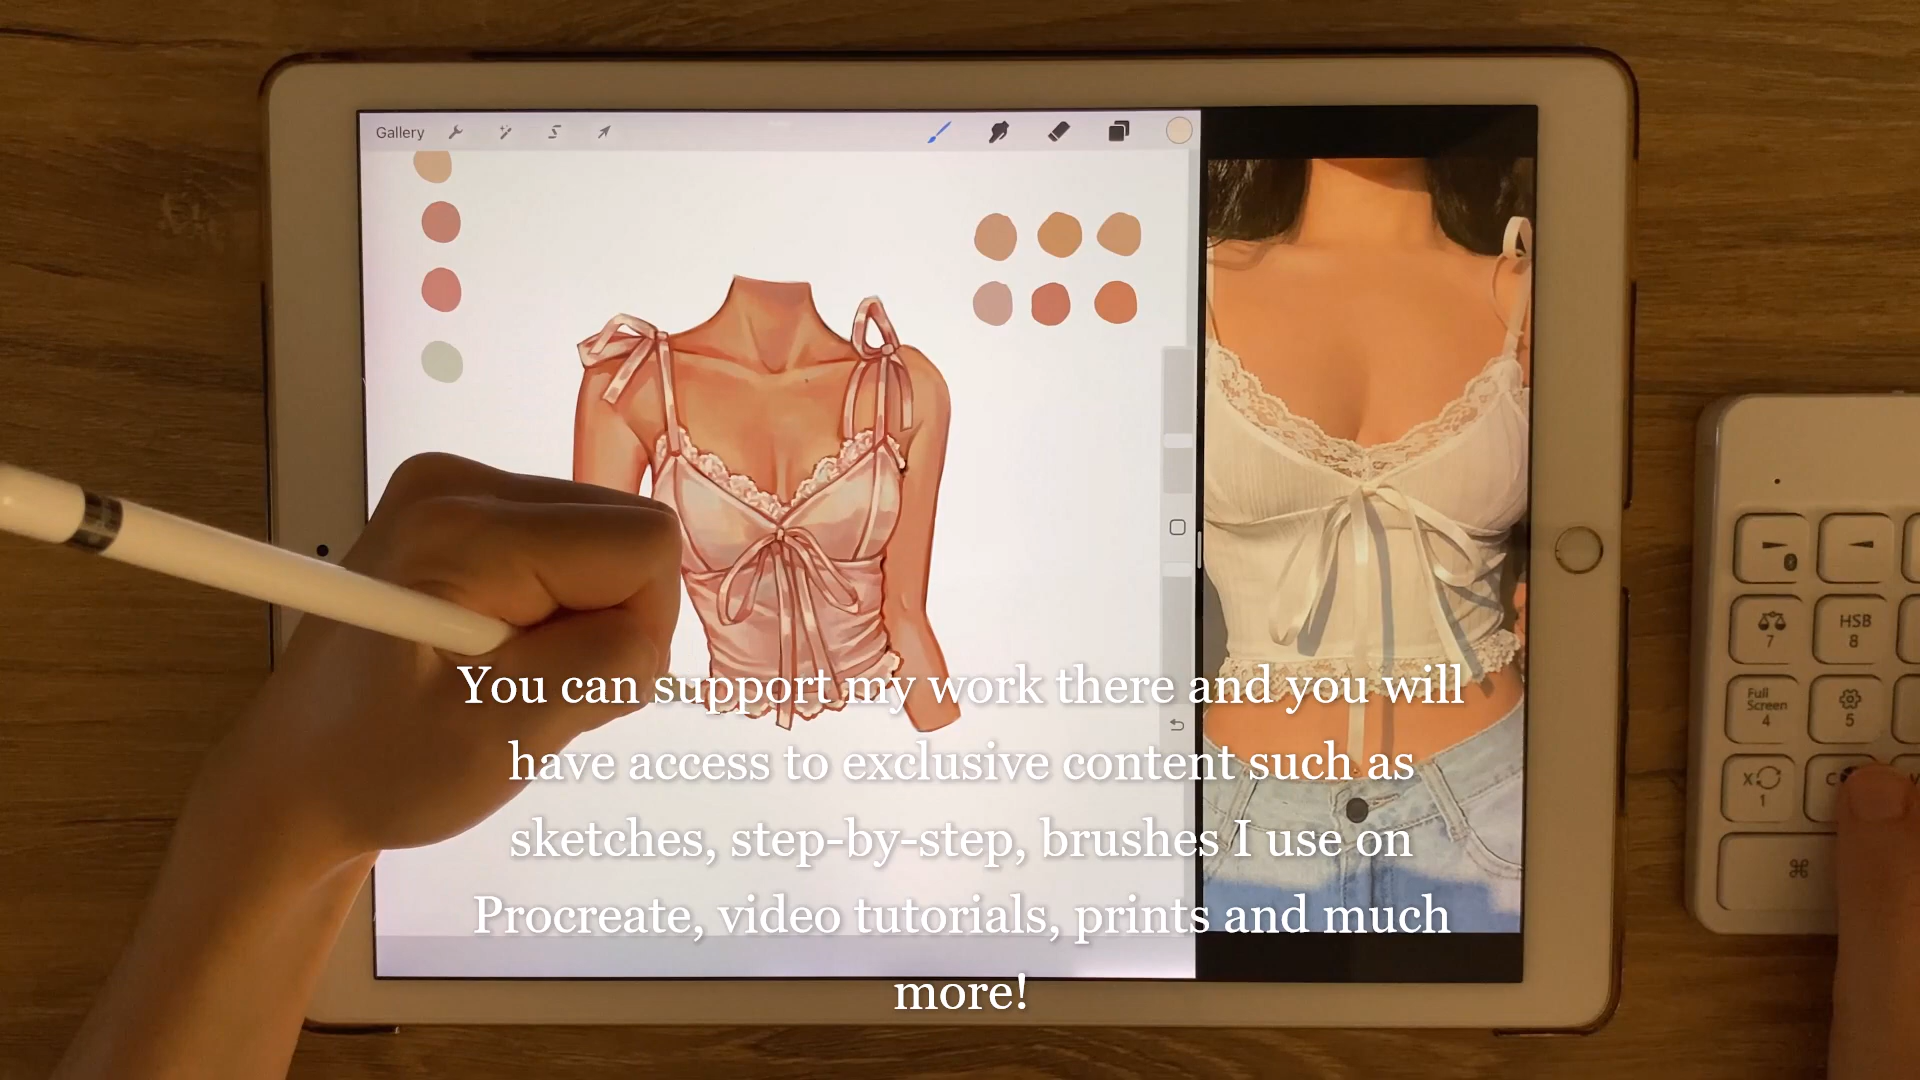 Gallery
HSB
7
8
Full
Screen
4
5
X
1
C
You can support my work there and you will
have access to exclusive content such as
sketches, step-by-step, brushes I use on
Procreate, video tutorials, prints and much
more!